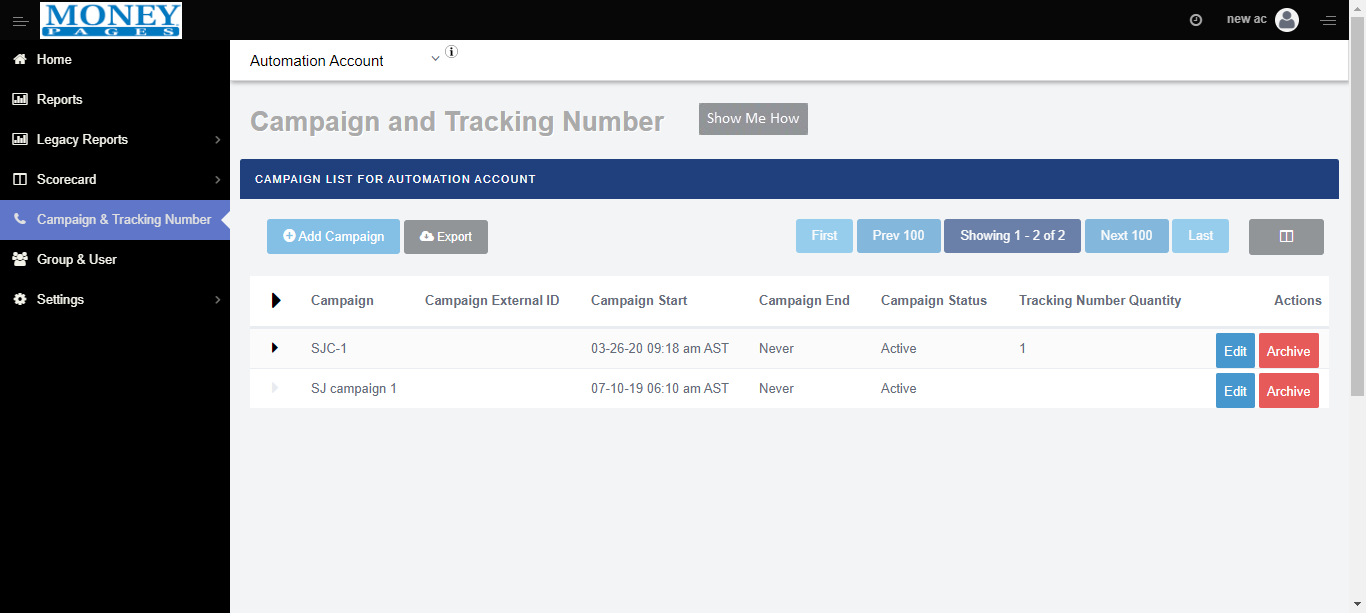 MONEY
PAGES
new ac
Home
Reports
Legacy Reports
Scorecard
Campaign & Tracking Number
Group & User
Settings
Automation Account
Campaign and Tracking Number
Show Me How
CAMPAIGN LIST FOR AUTOMATION ACCOUNT
Add Campaign Export First Prev 100 Showing 1 - 2 of 2 Next 100 Last
Campaign Campaign External ID Campaign Start Campaign End Campaign Status Tracking Number Quantity Actions
SJC-1 03-26-20 09:18 am AST Never Active 1 Edit Archive
SJ campaign 1 07-10-19 06:10 am AST Never Active Edit Archive